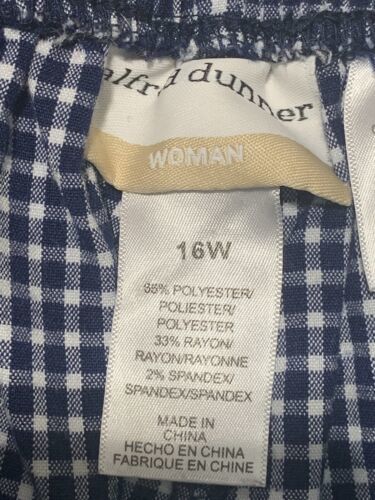 alfred dunner
WOMAN
16W
65% POLYESTER/
POLIESTER/
POLYESTER
33% RAYON/
RAYON/RAYONNE
2% SPANDEX/
SPANDEX/SPANDEX
MADE IN
CHINA
HECHO EN CHINA
FABRIQUE EN CHINE